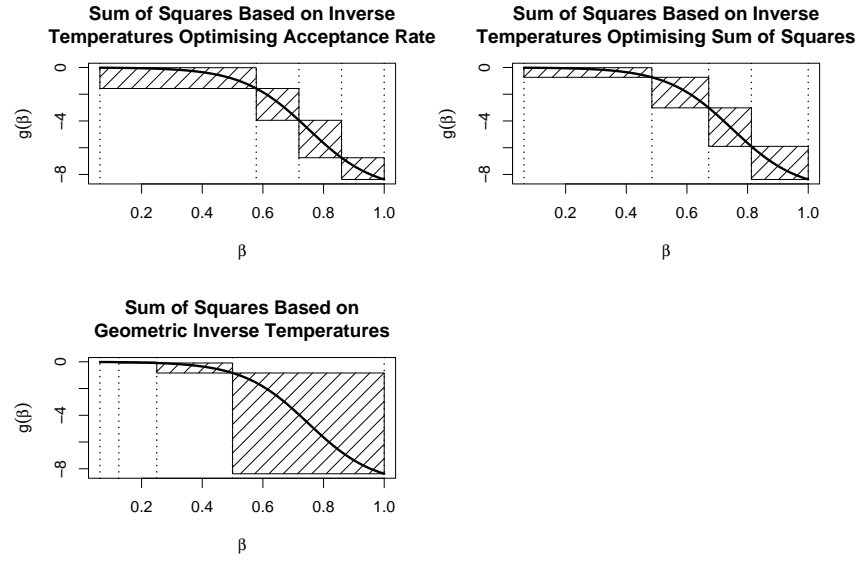 Sum of Squares Based on Inverse
Temperatures Optimising Acceptance Rate
0
−4
−8
g(β)
0.2 0.4 0.6 0.8 1.0
β
Sum of Squares Based on Inverse
Temperatures Optimising Sum of Squares
0
−4
−8
g(β)
0.2 0.4 0.6 0.8 1.0
β
Sum of Squares Based on
Geometric Inverse Temperatures
0
−4
−8
g(β)
0.2 0.4 0.6 0.8 1.0
β